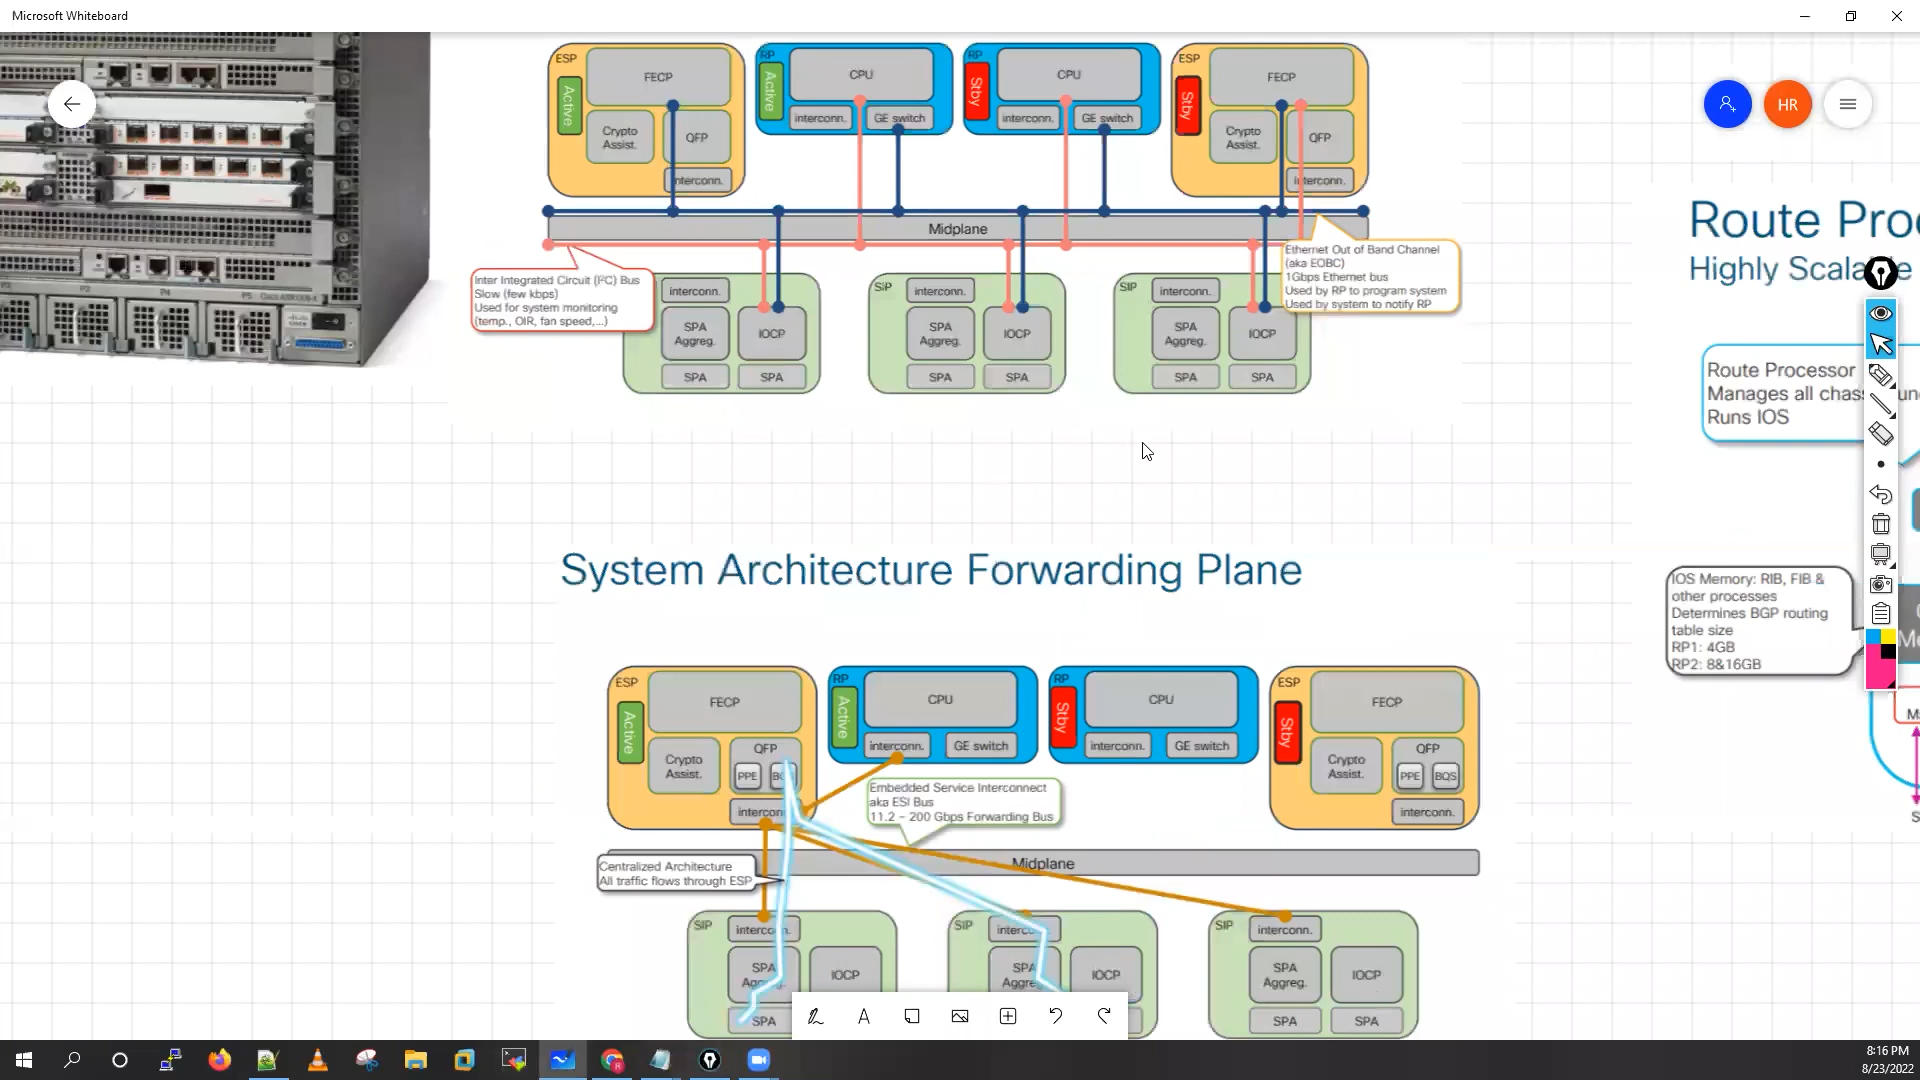 Microsoft Whiteboard
ESP
Active
FECP
Crypto
Assist.
QFP
interconn.
RP
Active
CPU
interconn.
GE switch
RP
Stby
CPU
interconn.
GE switch
ESP
Stby
FECP
Crypto
Assist.
QFP
interconn.
Midplane
Inter Integrated Circuit (I²C) Bus
Slow (few kbps)
Used for system monitoring
(temp., OIR, fan speed,...)
Ethernet Out of Band Channel
(aka EOBC)
1Gbps Ethernet bus
Used by RP to program system
Used by system to notify RP
interconn.
SPA
Aggreg.
IOCP
SPA
SPA
SIP
interconn.
SPA
Aggreg.
IOCP
SPA
SPA
SIP
interconn.
SPA
Aggreg.
IOCP
SPA
SPA
HR
Route Pro
Highly Scala e
Route Processor
Manages all chas
Runs IOS
IOS Memory: RIB, FIB &
other processes
Determines BGP routing
table size
RP1: 4GB
RP2: 8&16GB
System Architecture Forwarding Plane
ESP
Active
FECP
Crypto
Assist.
QFP
PPE
BQS
interconn.
RP
Active
CPU
interconn.
GE switch
RP
Stby
CPU
interconn.
GE switch
ESP
Stby
FECP
Crypto
Assist.
QFP
PPE
BQS
interconn.
Embedded Service Interconnect
aka ESI Bus
11.2 – 200 Gbps Forwarding Bus
Centralized Architecture
All traffic flows through ESP
Midplane
SIP
interconn.
SPA
Aggreg.
IOCP
SPA
SIP
interconn.
SPA
Aggreg.
IOCP
SIP
interconn.
SPA
Aggreg.
IOCP
SPA
SPA
8:16 PM
8/23/2022